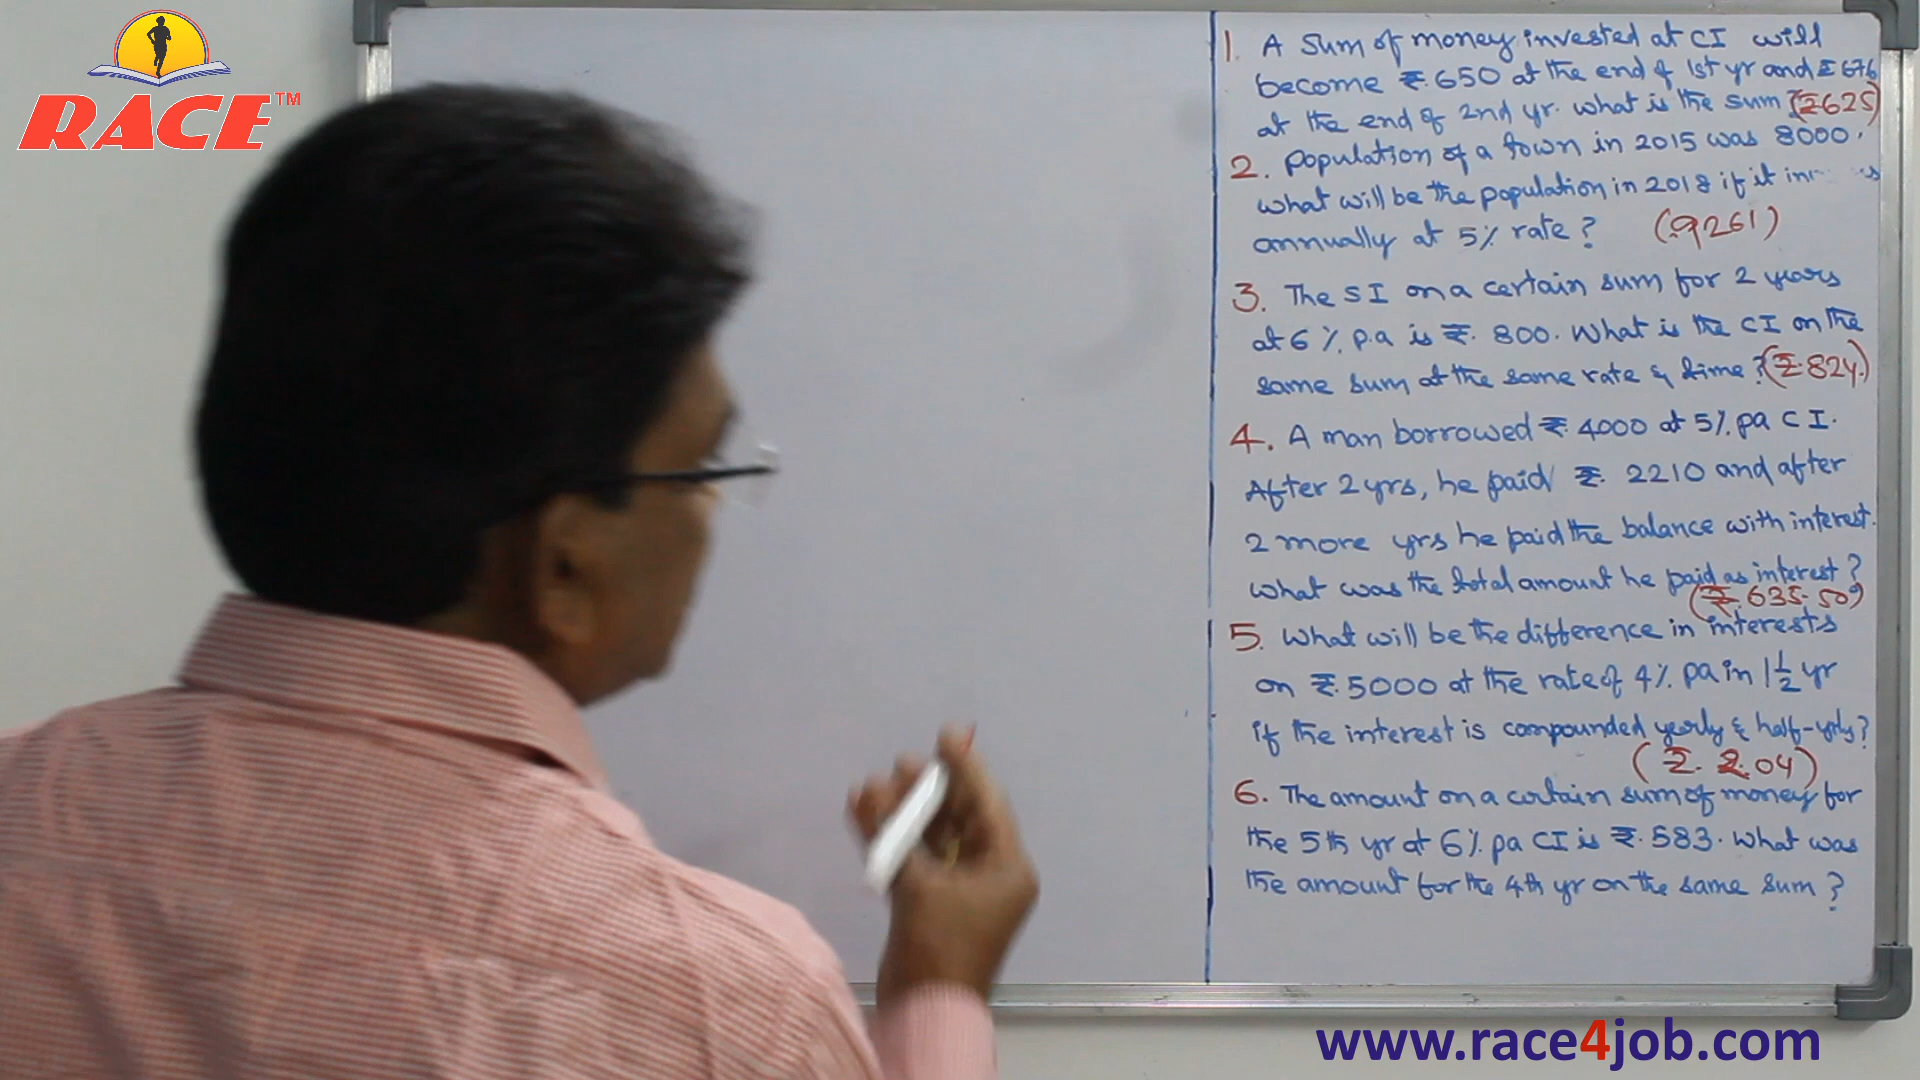 RACE™
1. A sum of money invested at CI will
become ₹.650 at the end of 1st yr and ₹676
at the end of 2nd yr. what is the sum? (₹625)
2. Population of a town in 2015 was 8000.
what will be the population in 2018 if it
annually at 5% rate? (9261)
3. The SI on a certain sum for 2 years
at 6%. p.a is ₹. 800. What is the CI on the
same sum at the same rate & time? (₹.824.)
4. A man borrowed ₹. 4000 at 5% pa CI.
After 2 yrs, he paid ₹. 2210 and after
2 more yrs he paid the balance with interest.
what was the total amount he paid as interest?
(₹.635.50)
5. What will be the difference in interests
on ₹.5000 at the rate of 4% pa in 1½ yr
if the interest is compounded yearly & half-yrly?
(₹. 2.04)
6. The amount on a certain sum of money for
the 5th yr at 6% pa CI is ₹. 583. What was
the amount for the 4th yr on the same sum?
www.race4job.com